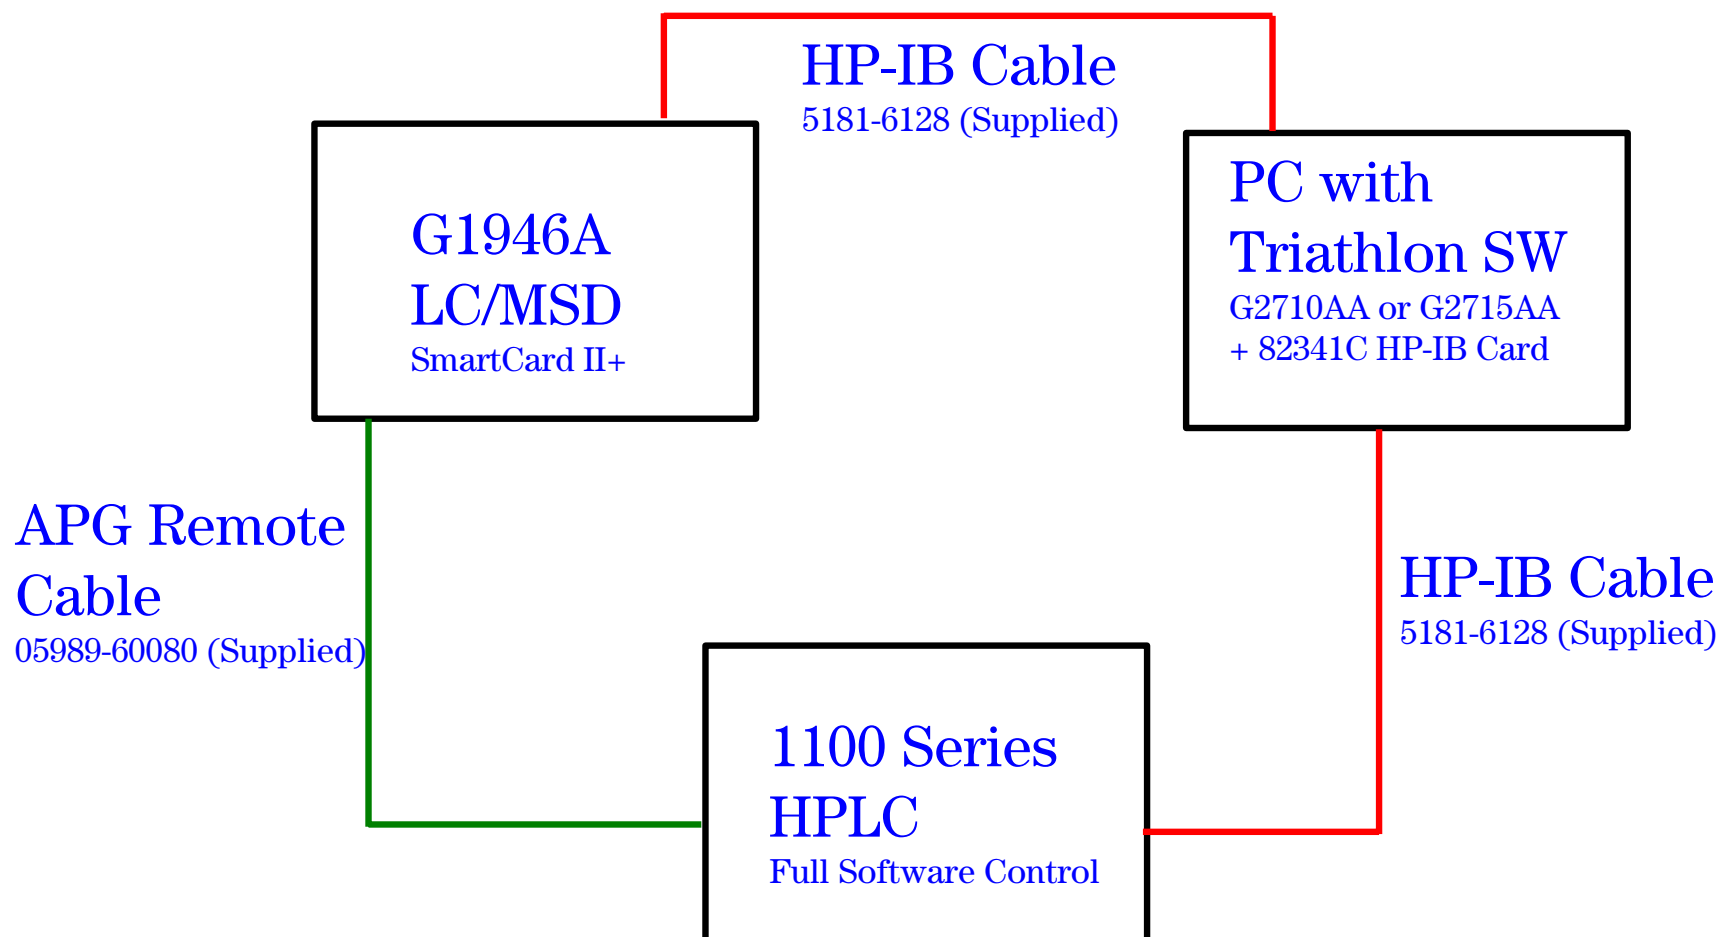 HP-IB Cable
5181-6128 (Supplied)
G1946A
LC/MSD
SmartCard II+
PC with
Triathlon SW
G2710AA or G2715AA
+ 82341C HP-IB Card
APG Remote
Cable
05989-60080 (Supplied)
HP-IB Cable
5181-6128 (Supplied)
1100 Series
HPLC
Full Software Control